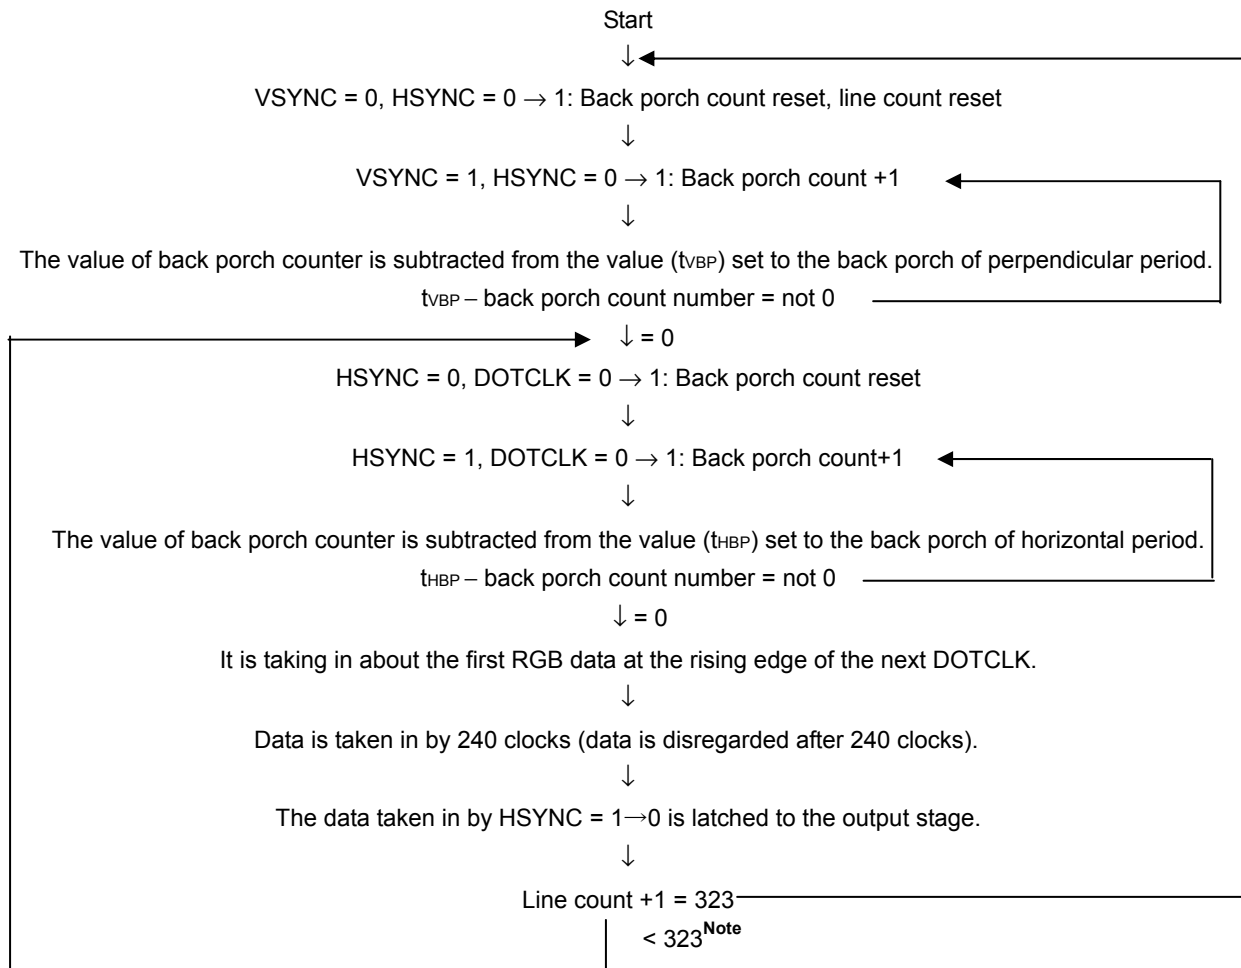 Start
↓
VSYNC = 0, HSYNC = 0 → 1: Back porch count reset, line count reset
↓
VSYNC = 1, HSYNC = 0 → 1: Back porch count +1
↓
The value of back porch counter is subtracted from the value (tVBP) set to the back porch of perpendicular period.
tVBP – back porch count number = not 0
↓ = 0
HSYNC = 0, DOTCLK = 0 → 1: Back porch count reset
↓
HSYNC = 1, DOTCLK = 0 → 1: Back porch count+1
↓
The value of back porch counter is subtracted from the value (tHBP) set to the back porch of horizontal period.
tHBP – back porch count number = not 0
↓ = 0
It is taking in about the first RGB data at the rising edge of the next DOTCLK.
↓
Data is taken in by 240 clocks (data is disregarded after 240 clocks).
↓
The data taken in by HSYNC = 1→0 is latched to the output stage.
↓
Line count +1 = 323
< 323Note